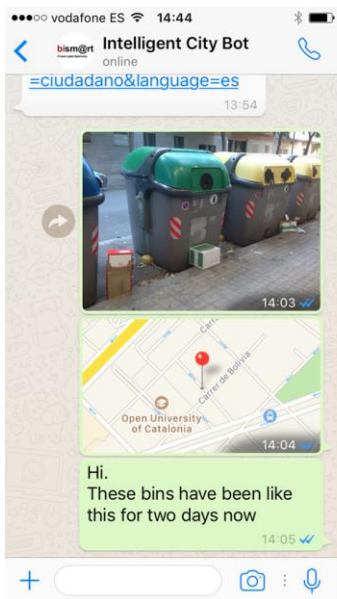 vodafone ES 14:44
bism@rt
Intelligent City Bot
online
=ciudadano&language=es
13:54
14:03
Carrer de Bolívia
Open University
of Catalonia
14:04
Hi.
These bins have been like
this for two days now
14:05